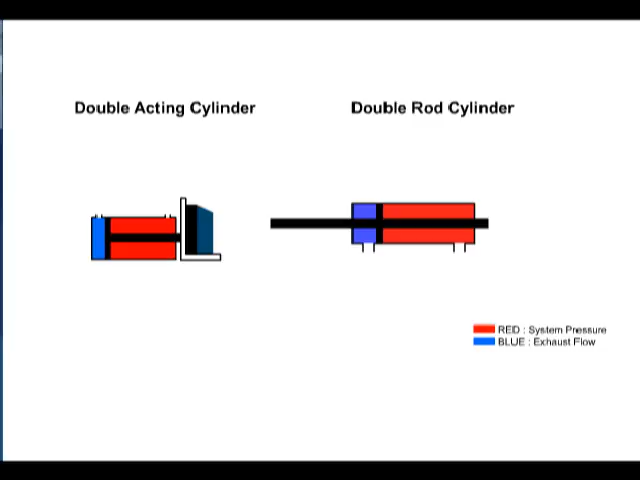 Double Acting Cylinder
Double Rod Cylinder
RED : System Pressure
BLUE : Exhaust Flow